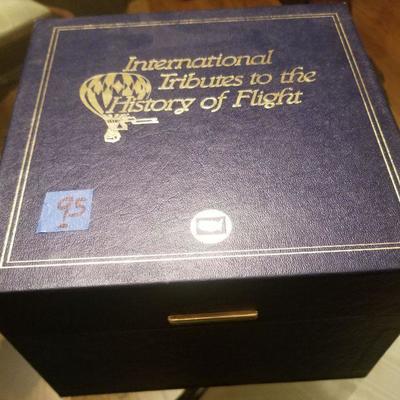 International
Tributes to the
History of Flight
95